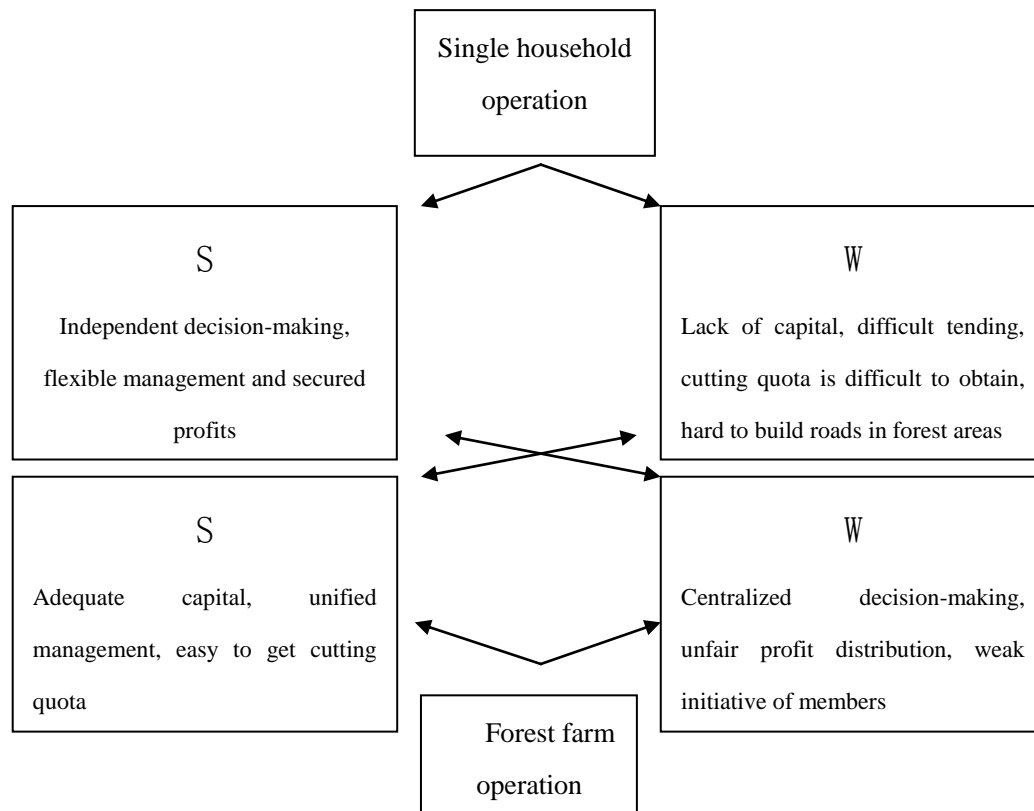 Single household
operation
S
Independent decision-making,
flexible management and secured
profits
W
Lack of capital, difficult tending,
cutting quota is difficult to obtain,
hard to build roads in forest areas
S
Adequate capital, unified
management, easy to get cutting
quota
W
Centralized decision-making,
unfair profit distribution, weak
initiative of members
Forest farm
operation